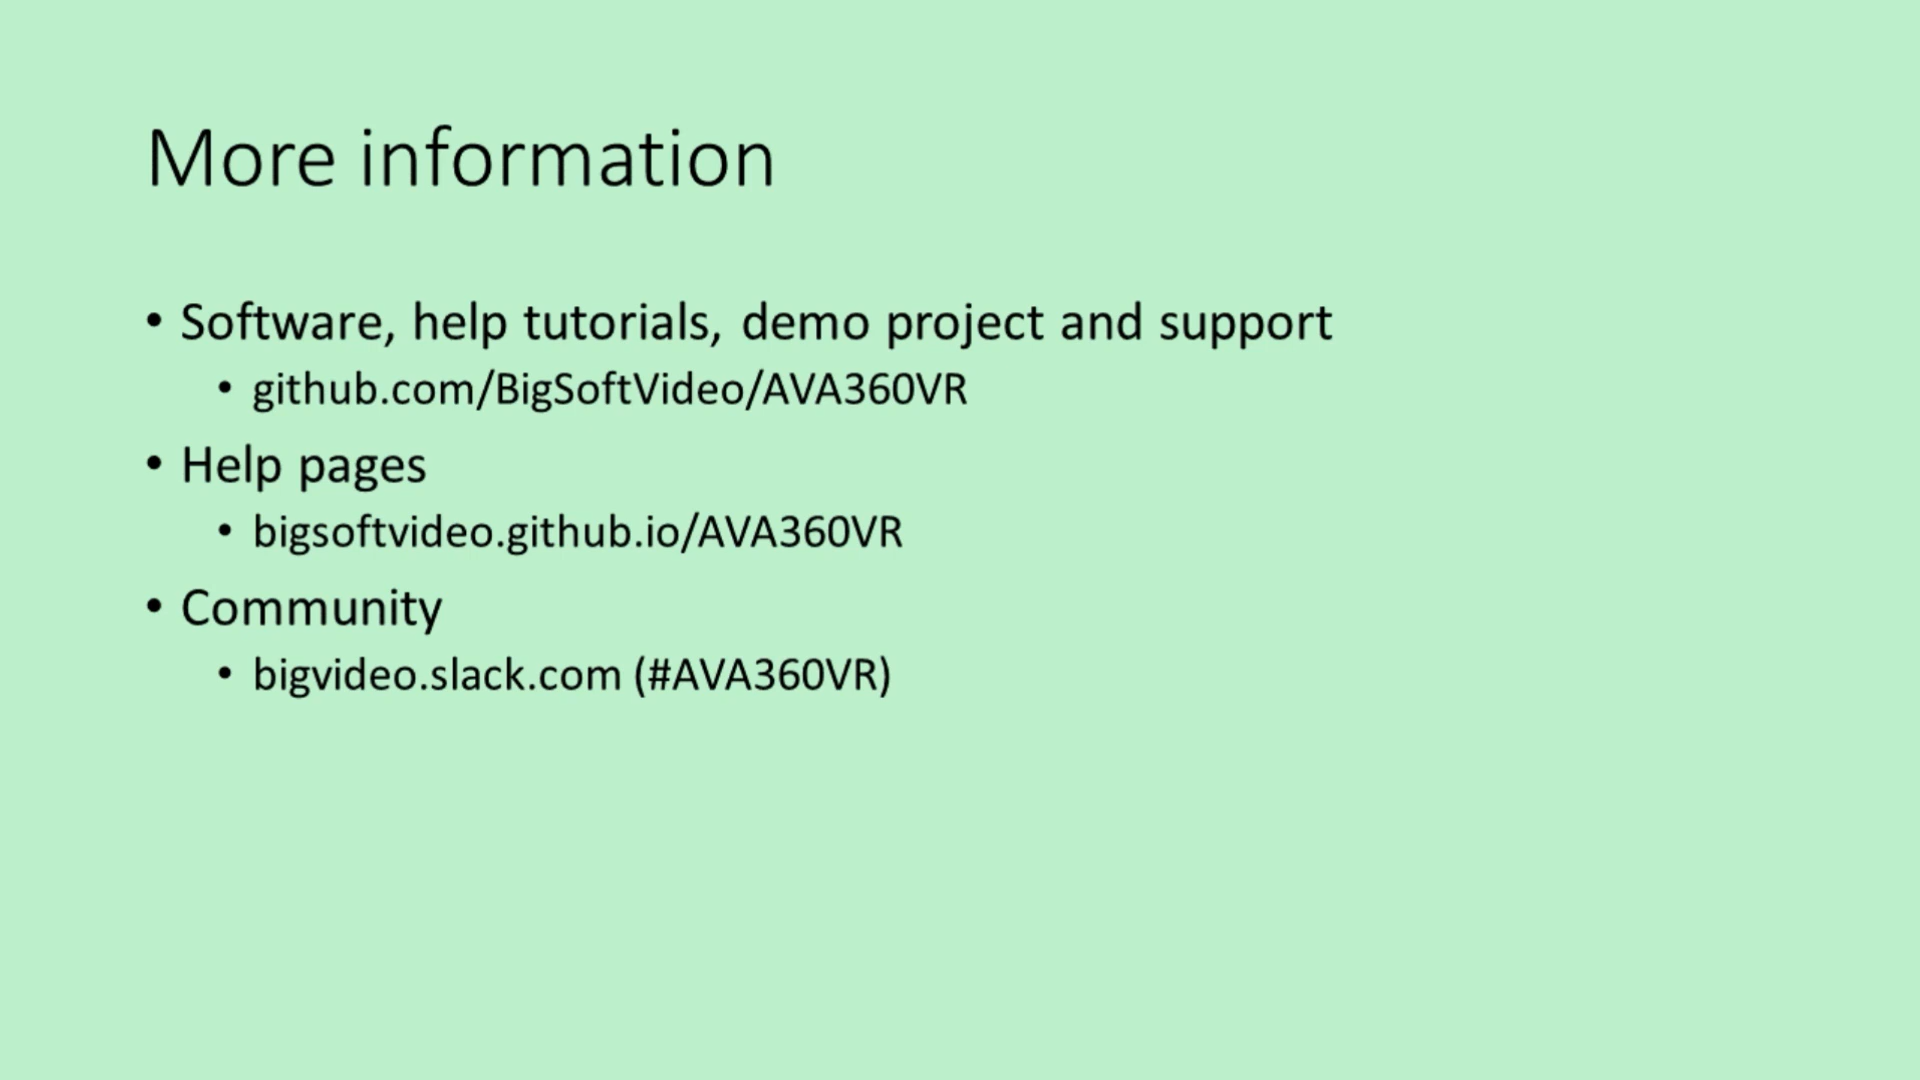 More information
• Software, help tutorials, demo project and support
• github.com/BigSoftVideo/AVA360VR
• Help pages
• bigsoftvideo.github.io/AVA360VR
• Community
• bigvideo.slack.com (#AVA360VR)